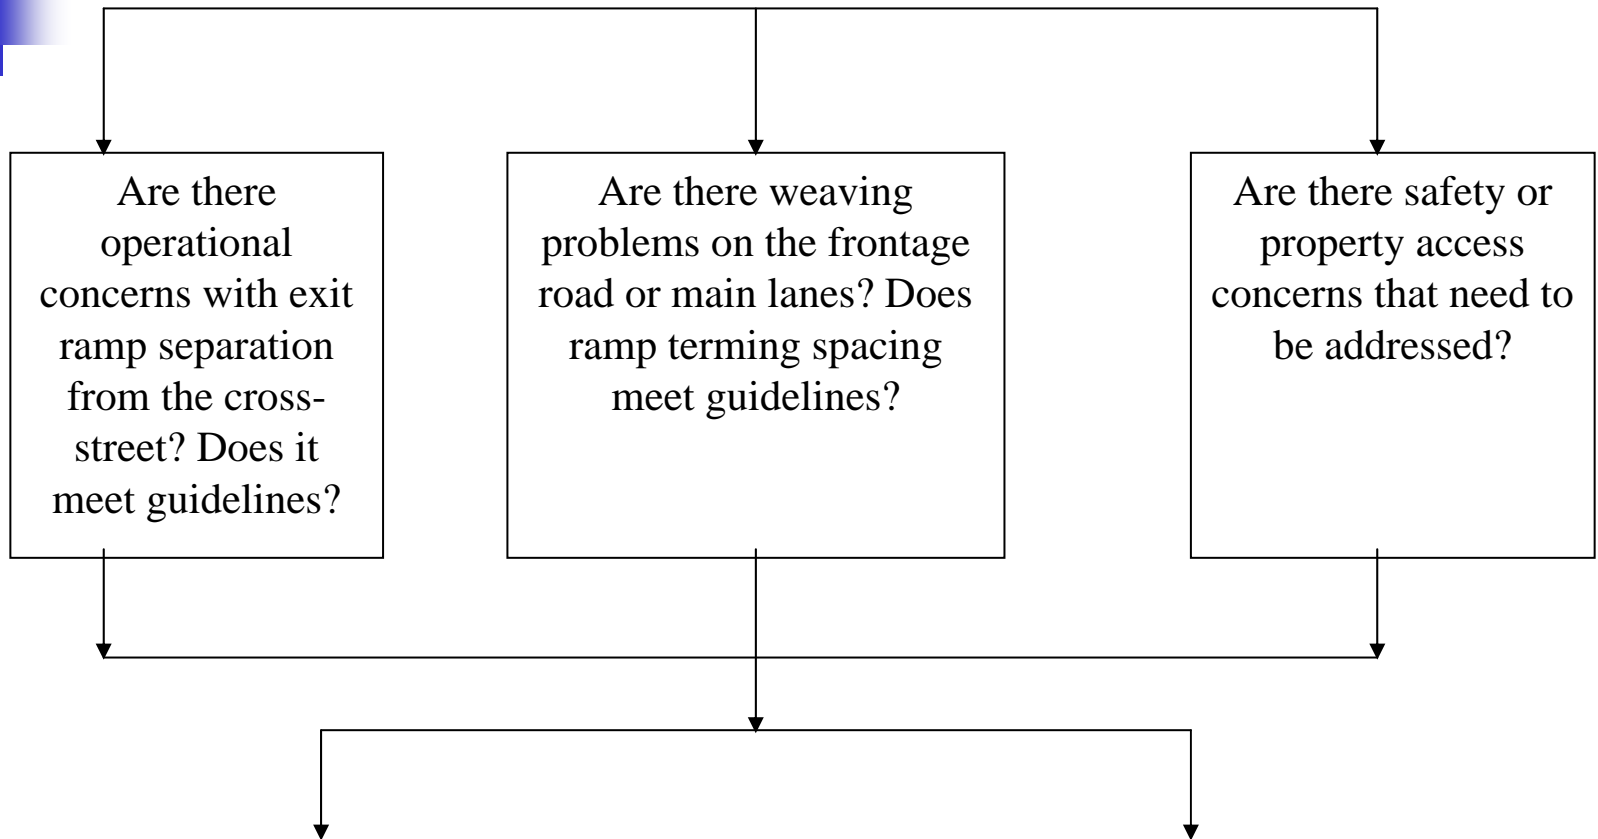 Are there
operational
concerns with exit
ramp separation
from the cross-
street? Does it
meet guidelines?
Are there weaving
problems on the frontage
road or main lanes? Does
ramp terming spacing
meet guidelines?
Are there safety or
property access
concerns that need to
be addressed?